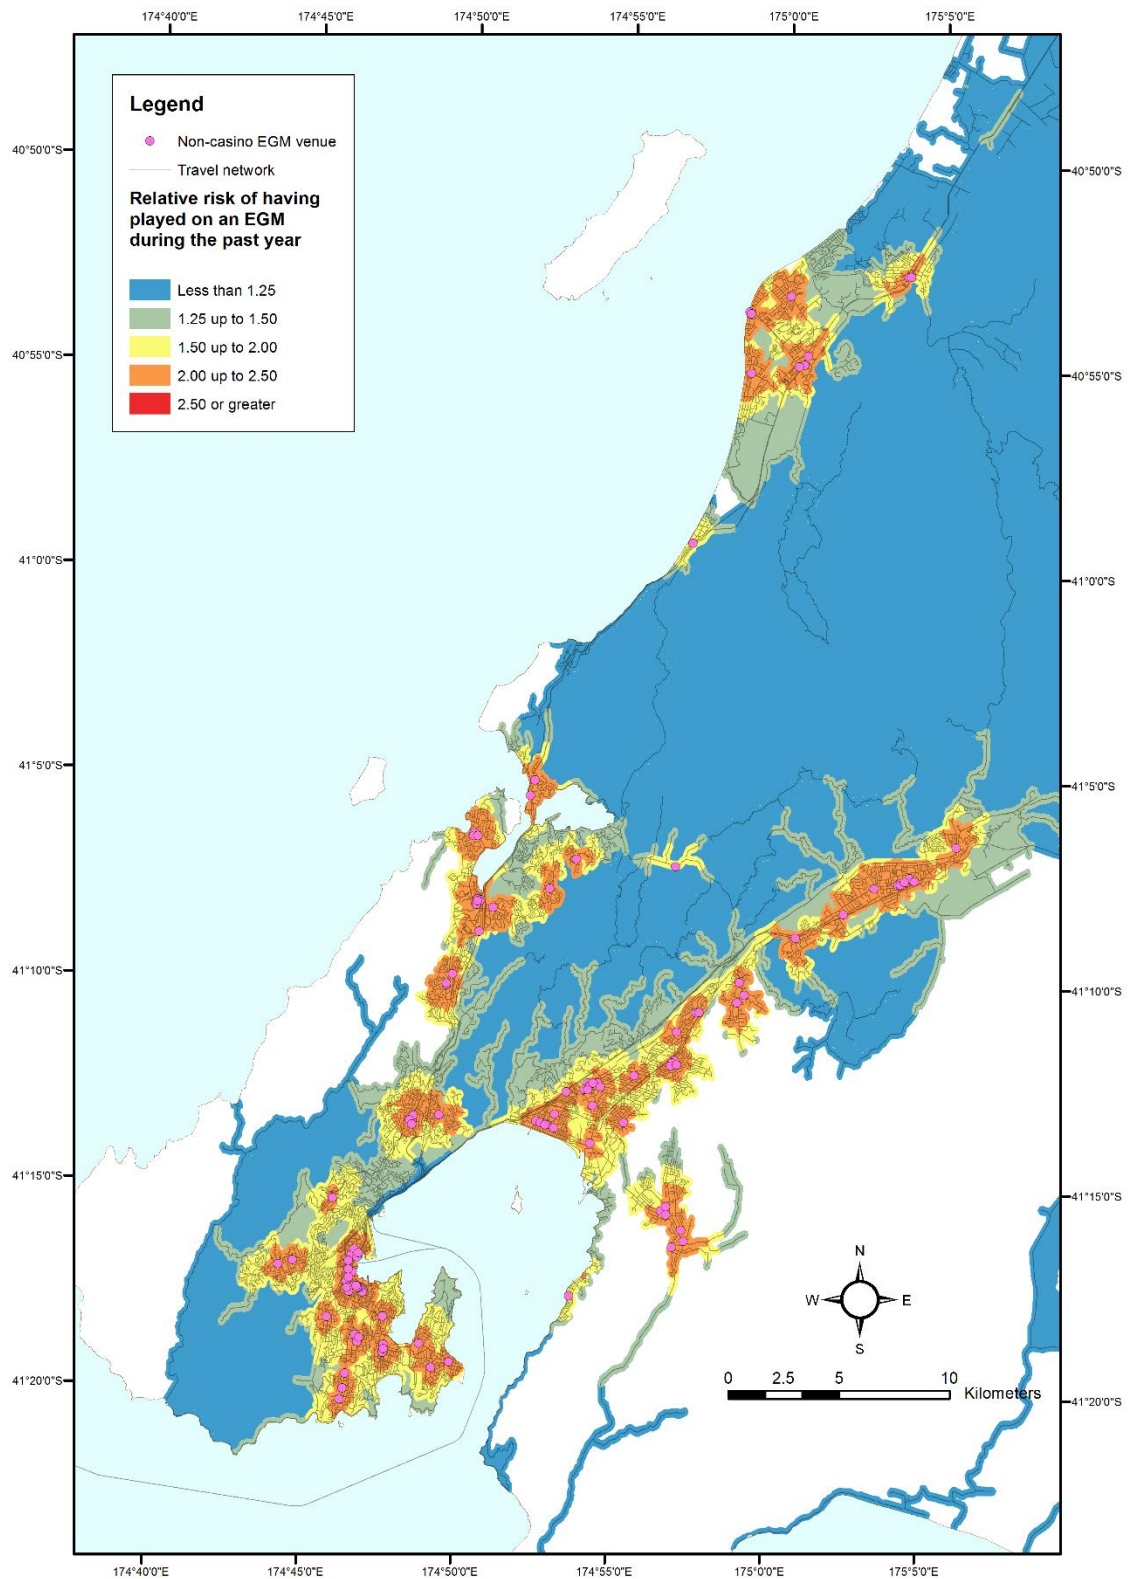 174°40'0"E 174°45'0"E 174°50'0"E 174°55'0"E 175°0'0"E 175°5'0"E
Legend
Non-casino EGM venue
Travel network
Relative risk of having
played on an EGM
during the past year
Less than 1.25
1.25 up to 1.50
1.50 up to 2.00
2.00 up to 2.50
2.50 or greater
40°50'0"S
40°50'0"S
40°55'0"S
40°55'0"S
41°0'0"S
41°0'0"S
41°5'0"S
41°5'0"S
41°10'0"S
41°10'0"S
41°15'0"S
41°15'0"S
N
W E
S
0 2.5 5 10
Kilometers
41°20'0"S
41°20'0"S
174°40'0"E 174°45'0"E 174°50'0"E 174°55'0"E 175°0'0"E 175°5'0"E